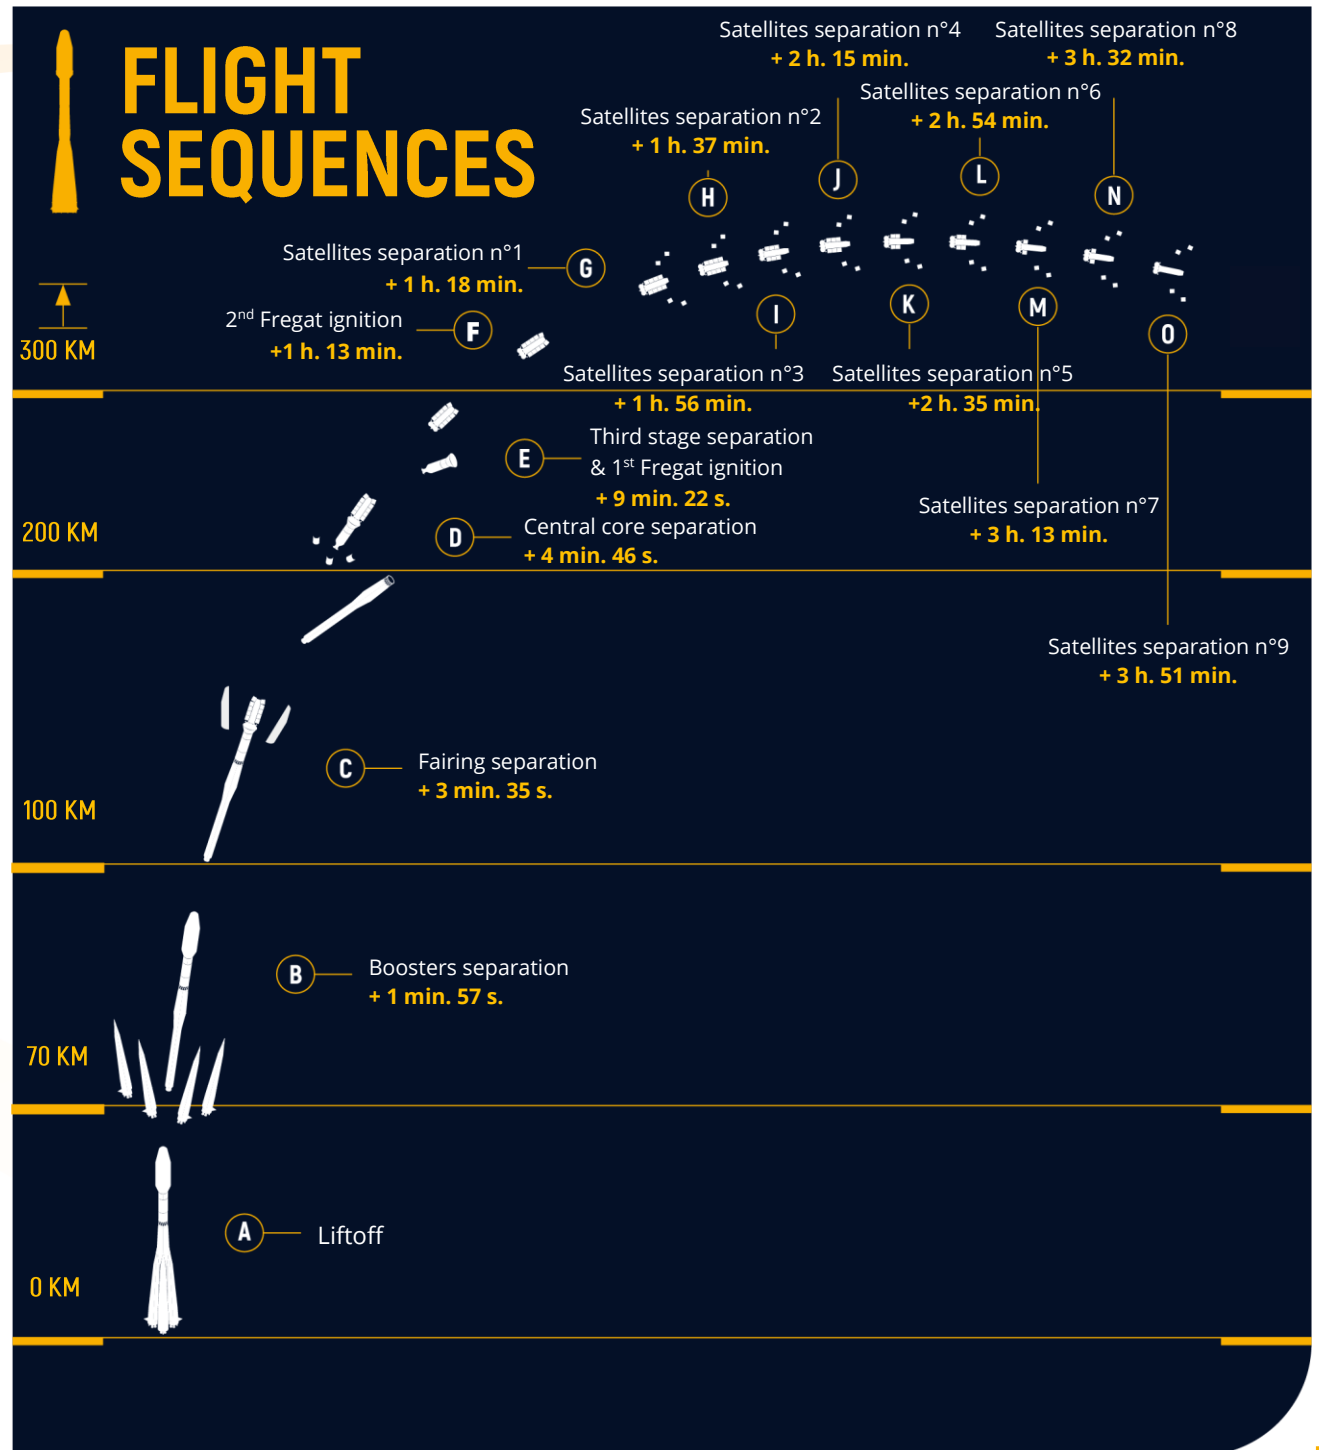 FLIGHT
SEQUENCES
Satellites separation n°4
+ 2 h. 15 min.
Satellites separation n°8
+ 3 h. 32 min.
Satellites separation n°6
+ 2 h. 54 min.
Satellites separation n°2
+ 1 h. 37 min.
J
L
N
H
Satellites separation n°1
+ 1 h. 18 min.
G
I
K
M
O
2nd Fregat ignition
+1 h. 13 min.
F
300 KM
Satellites separation n°3
+ 1 h. 56 min.
Satellites separation n°5
+2 h. 35 min.
E
Third stage separation
& 1st Fregat ignition
+ 9 min. 22 s.
Satellites separation n°7
+ 3 h. 13 min.
200 KM
D
Central core separation
+ 4 min. 46 s.
Satellites separation n°9
+ 3 h. 51 min.
C
Fairing separation
+ 3 min. 35 s.
100 KM
B
Boosters separation
+ 1 min. 57 s.
70 KM
A
Liftoff
0 KM